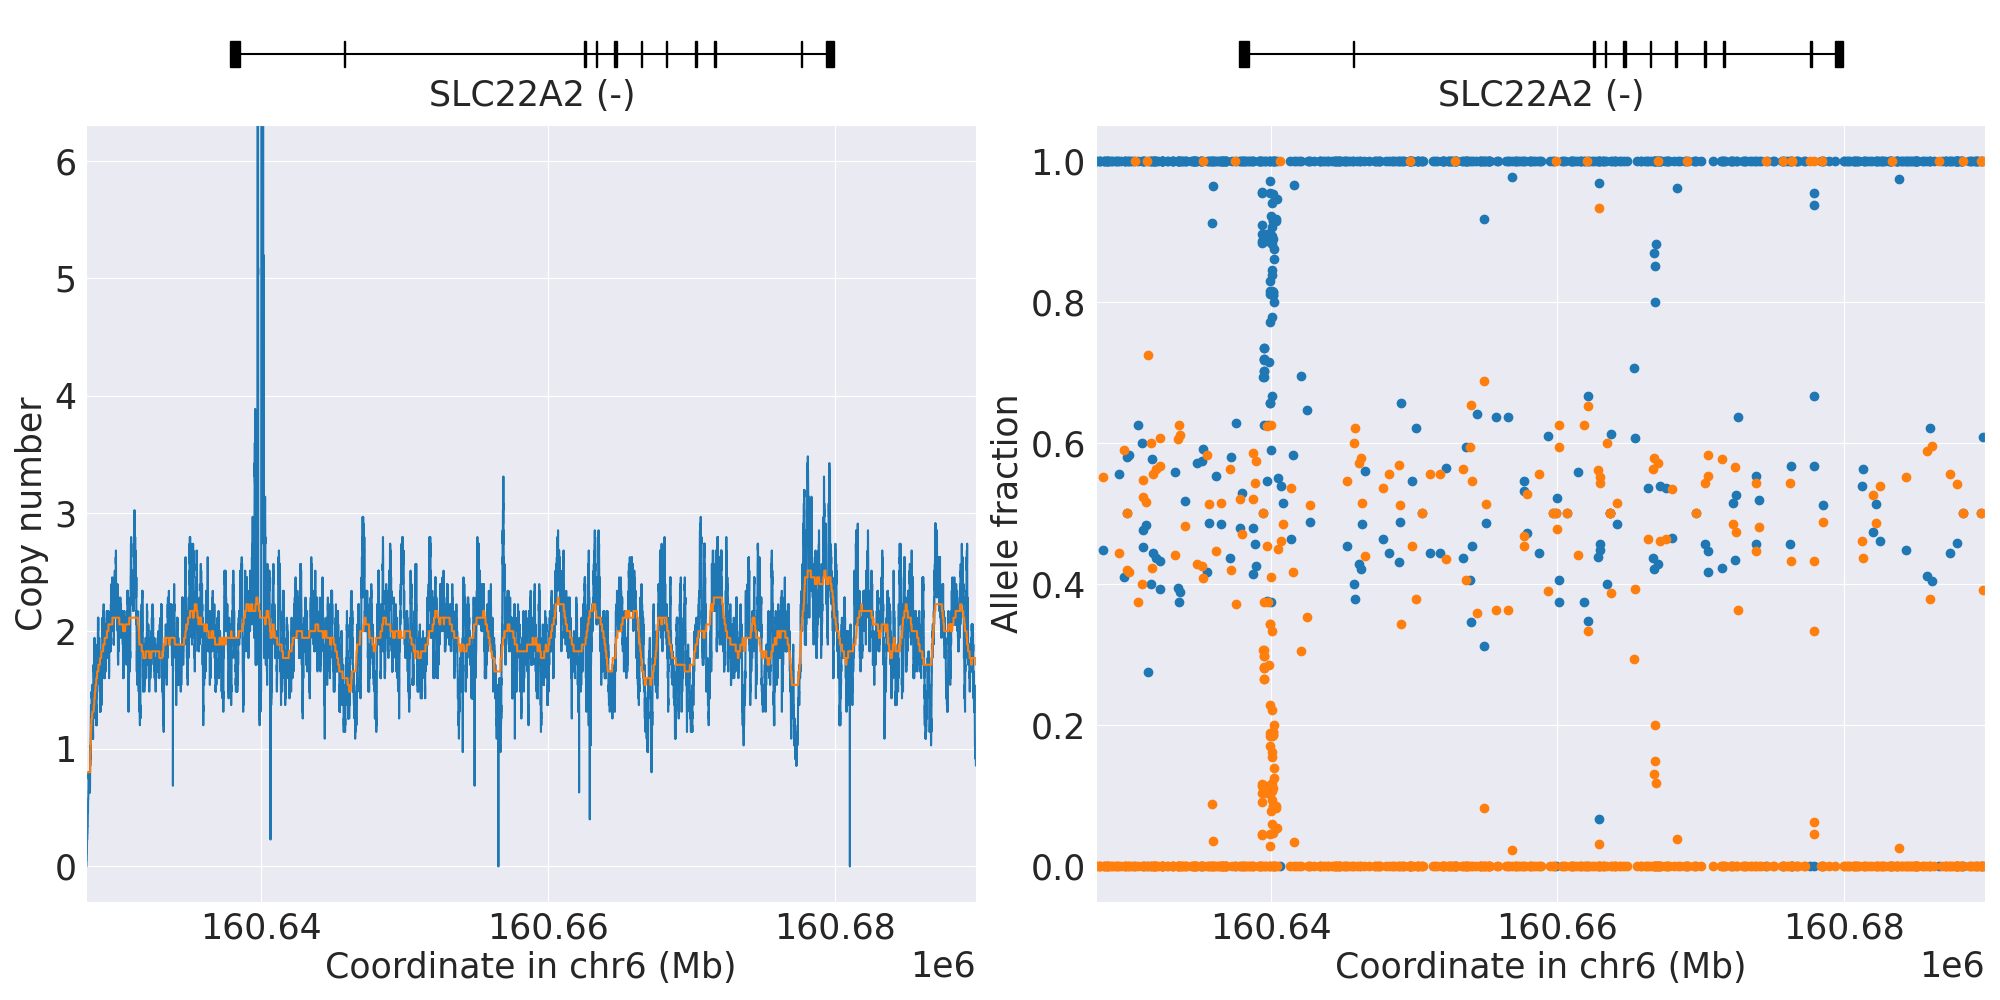 SLC22A2 (-)
Copy number
6
5
4
3
2
1
0
160.64
160.66
160.68
Coordinate in chr6 (Mb)
1e6
SLC22A2 (-)
Allele fraction
1.0
0.8
0.6
0.4
0.2
0.0
160.64
160.66
160.68
Coordinate in chr6 (Mb)
1e6